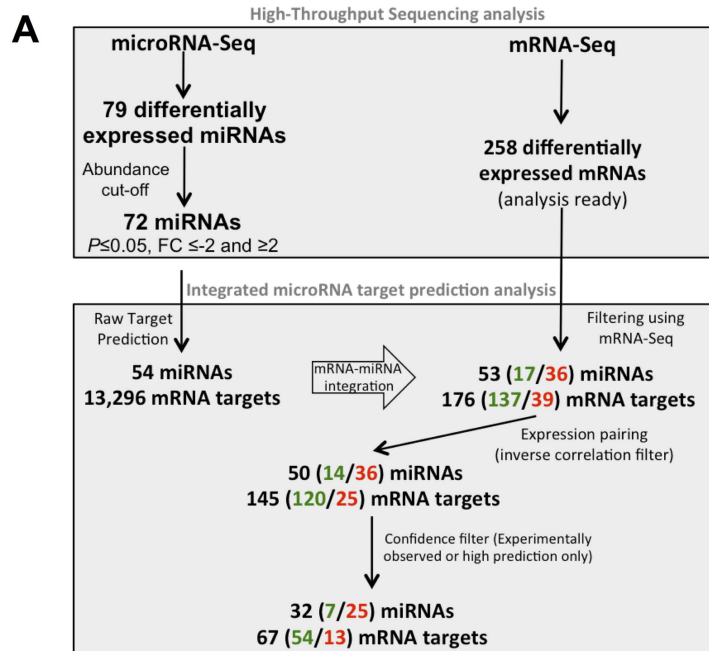 A
High-Throughput Sequencing analysis
microRNA-Seq
79 differentially
expressed miRNAs
Abundance
cut-off
72 miRNAs
P≤0.05, FC ≤-2 and ≥2
mRNA-Seq
258 differentially
expressed mRNAs
(analysis ready)
Integrated microRNA target prediction analysis
Raw Target
Prediction
54 miRNAs
13,296 mRNA targets
mRNA-miRNA
integration
Filtering using
mRNA-Seq
53 (17/36) miRNAs
176 (137/39) mRNA targets
Expression pairing
(inverse correlation filter)
50 (14/36) miRNAs
145 (120/25) mRNA targets
Confidence filter (Experimentally
observed or high prediction only)
32 (7/25) miRNAs
67 (54/13) mRNA targets